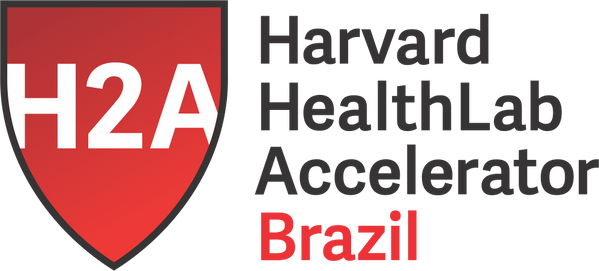 H2A
Harvard
HealthLab
Accelerator
Brazil